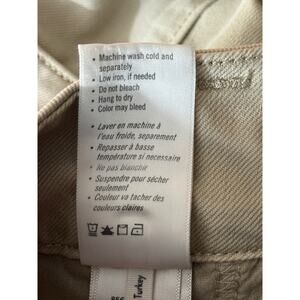 • Machine wash cold and
separately
• Low iron, if needed
• Do not bleach
• Hang to dry
• Color may bleed
• Laver en machine à
l'eau froide, separement
• Repasser à basse
température si necessaire
• Ne pas blanchir
• Suspendre pour sécher
seulement
• Couleur va tacher des
couleurs claires
Turkey